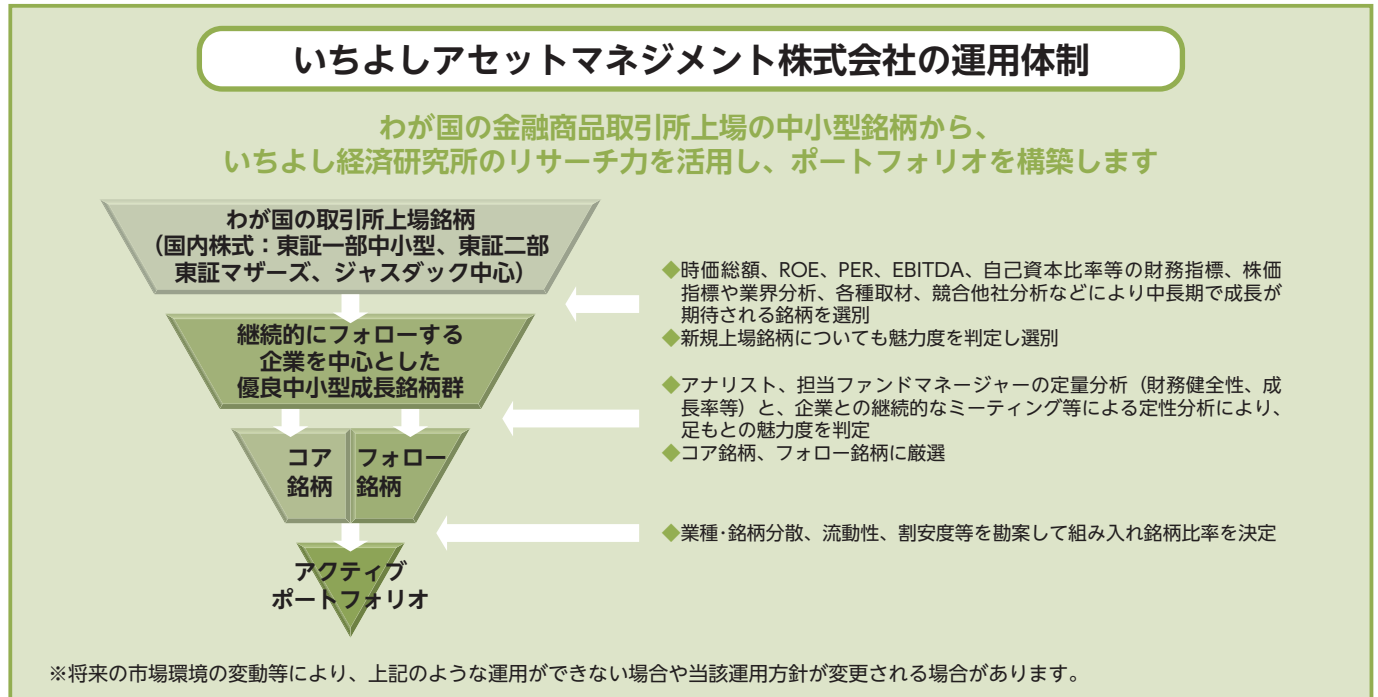 いちよしアセットマネジメント株式会社の運用体制
わが国の金融商品取引所上場の中小型銘柄から、
いちよし経済研究所のリサーチ力を活用し、ポートフォリオを構築します
わが国の取引所上場銘柄
（国内株式：東証一部中小型、東証二部
東証マザーズ、ジャスダック中心）
◆時価総額、ROE、PER、EBITDA、自己資本比率等の財務指標、株価
指標や業界分析、各種取材、競合他社分析などにより中長期で成長が
期待される銘柄を選別
◆新規上場銘柄についても魅力度を判定し選別
継続的にフォローする
企業を中心とした
優良中小型成長銘柄群
◆アナリスト、担当ファンドマネージャーの定量分析（財務健全性、成
長率等）と、企業との継続的なミーティング等による定性分析により、
足もとの魅力度を判定
◆コア銘柄、フォロー銘柄に厳選
コア
銘柄
フォロー
銘柄
◆業種･銘柄分散、流動性、割安度等を勘案して組み入れ銘柄比率を決定
アクティブ
ポートフォリオ
※将来の市場環境の変動等により、上記のような運用ができない場合や当該運用方針が変更される場合があります。